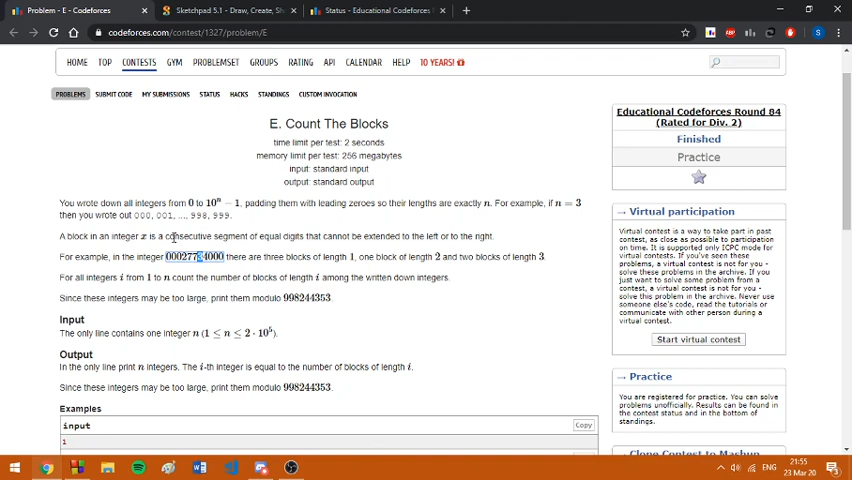 Problem - E - Codeforces
Sketchpad 5.1 - Draw, Create, Sh
Status - Educational Codeforces
codeforces.com/contest/1327/problem/E
HOME TOP CONTESTS GYM PROBLEMSET GROUPS RATING API CALENDAR HELP 10 YEARS!
PROBLEMS SUBMIT CODE MY SUBMISSIONS STATUS HACKS STANDINGS CUSTOM INVOCATION
E. Count The Blocks
time limit per test: 2 seconds
memory limit per test: 256 megabytes
input: standard input
output: standard output
You wrote down all integers from 0 to 10^n − 1, padding them with leading zeroes so their lengths are exactly n. For example, if n = 3
then you wrote out 000, 001, ..., 998, 999.
A block in an integer x is a consecutive segment of equal digits that cannot be extended to the left or to the right.
For example, in the integer 00027734000 there are three blocks of length 1, one block of length 2 and two blocks of length 3.
For all integers i from 1 to n count the number of blocks of length i among the written down integers.
Since these integers may be too large, print them modulo 998244353.
Input
The only line contains one integer n (1 ≤ n ≤ 2 · 10^5).
Output
In the only line print n integers. The i-th integer is equal to the number of blocks of length i.
Since these integers may be too large, print them modulo 998244353.
Examples
input
Copy
1
Educational Codeforces Round 84
(Rated for Div. 2)
Finished
Practice
→ Virtual participation
Virtual contest is a way to take part in past
contest, as close as possible to participation
on time. It is supported only ICPC mode for
virtual contests. If you've seen these
problems, a virtual contest is not for you -
solve these problems in the archive. If you
just want to solve some problem from a
contest, a virtual contest is not for you -
solve this problem in the archive. Never use
someone else's code, read the tutorials or
communicate with other person during a
virtual contest.
Start virtual contest
→ Practice
You are registered for practice. You can solve
problems unofficially. Results can be found in
the contest status and in the bottom of
standings.
→ Clone Contest to Mashup
ENG
21:55
23 Mar 20